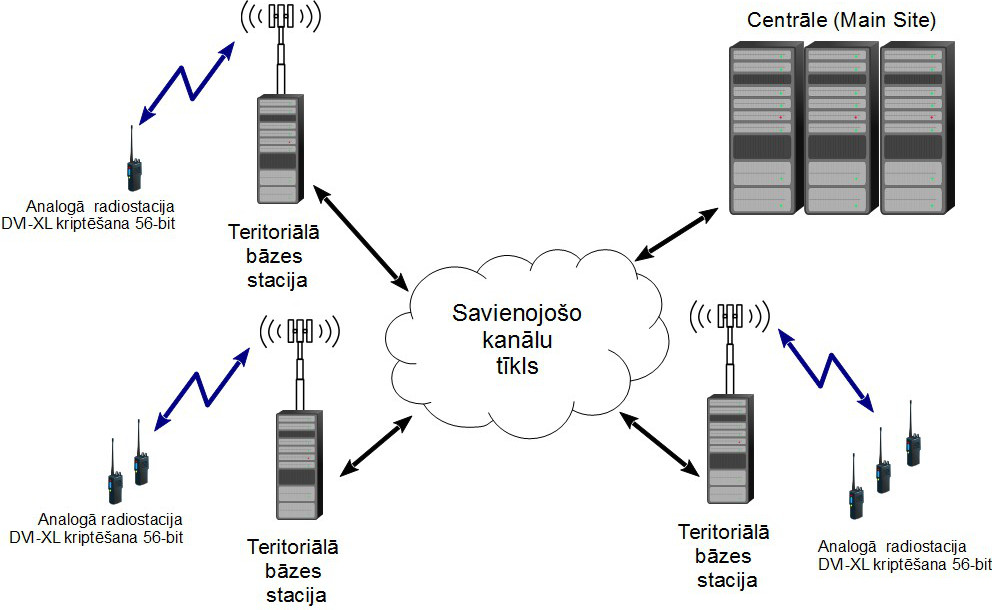 Centrāle (Main Site)
Analogā radiostacija
DVI-XL kriptēšana 56-bit
Teritoriālā
bāzes
stacija
Savienojošo
kanālu
tīkls
Analogā radiostacija
DVI-XL kriptēšana 56-bit
Teritoriālā
bāzes
stacija
Teritoriālā
bāzes
stacija
Analogā radiostacija
DVI-XL kriptēšana 56-bit